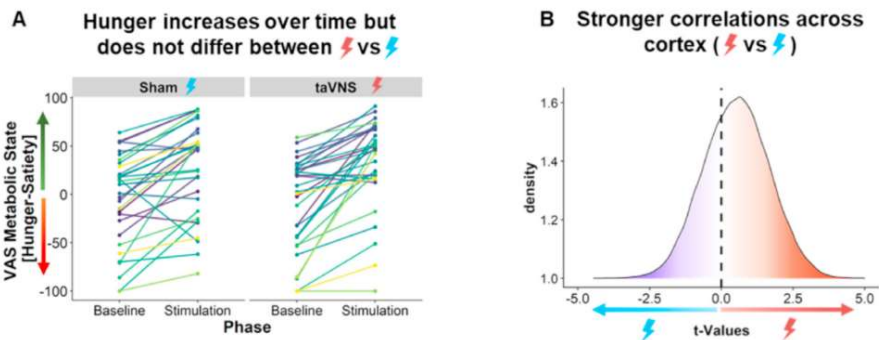 A
Hunger increases over time but
does not differ between vs
Sham
taVNS
100
50
0
-50
-100
VAS Metabolic State
[Hunger-Satiety]
Baseline
Stimulation
Baseline
Stimulation
Phase
B
Stronger correlations across
cortex ( vs )
1.6
1.4
1.2
1.0
density
-5.0
-2.5
0.0
2.5
5.0
t-Values